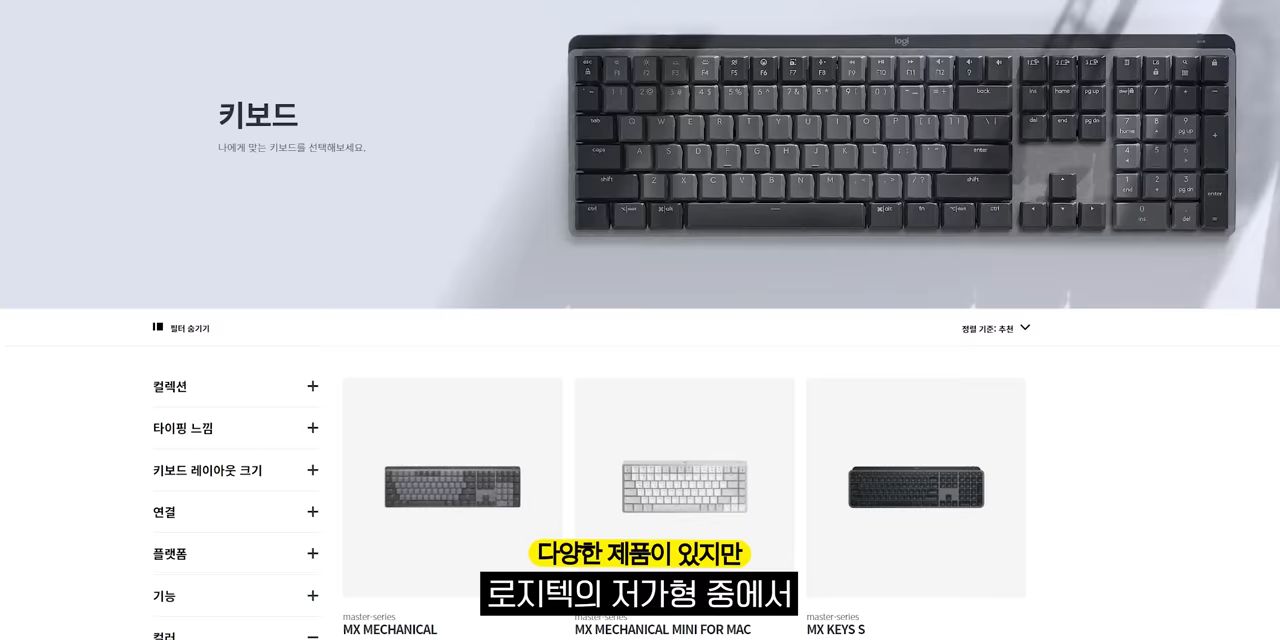 logi
키보드
나에게 맞는 키보드를 선택해보세요.
필터 숨기기
정렬 기준: 추천
컬렉션
타이핑 느낌
키보드 레이아웃 크기
연결
플랫폼
기능
컬러
다양한 제품이 있지만
로지텍의 저가형 중에서
master-series
MX MECHANICAL
master-series
MX MECHANICAL MINI FOR MAC
master-series
MX KEYS S